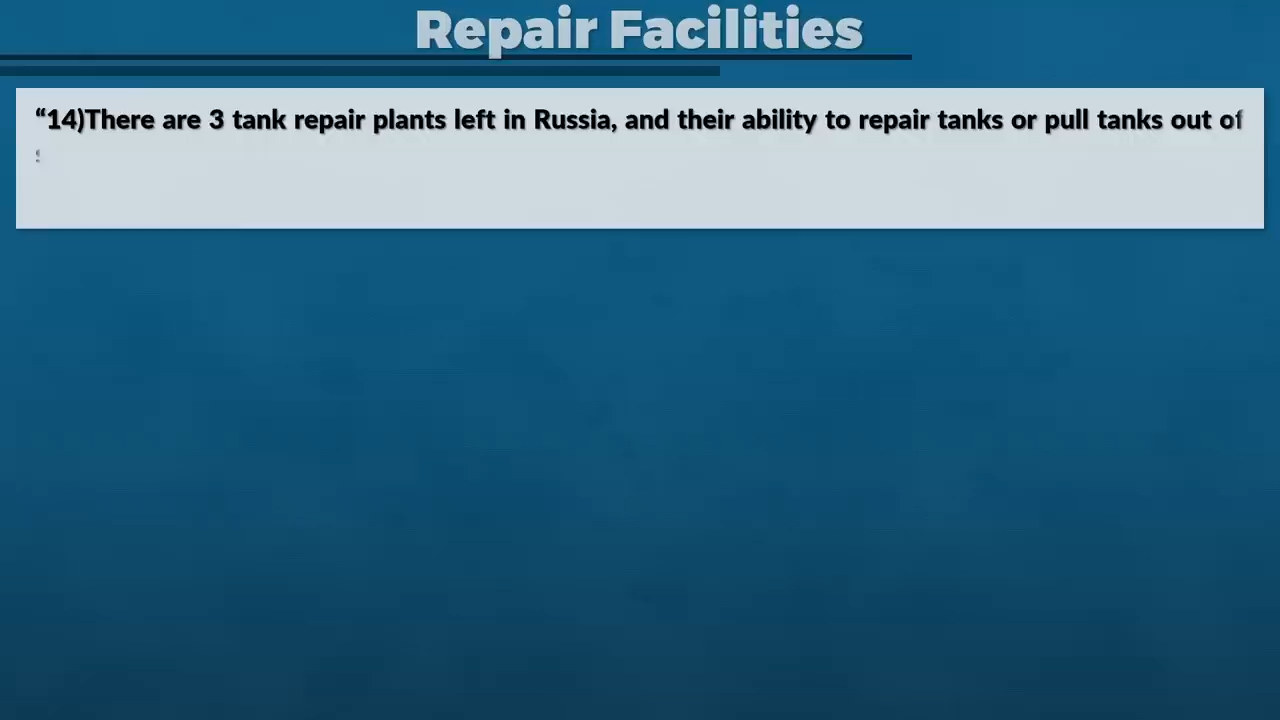 Repair Facilities
“14)There are 3 tank repair plants left in Russia, and their ability to repair tanks or pull tanks out of